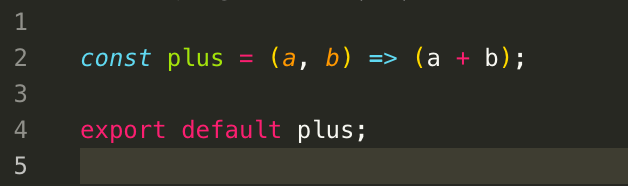 1
2 const plus = (a, b) => (a + b);
3
4 export default plus;
5